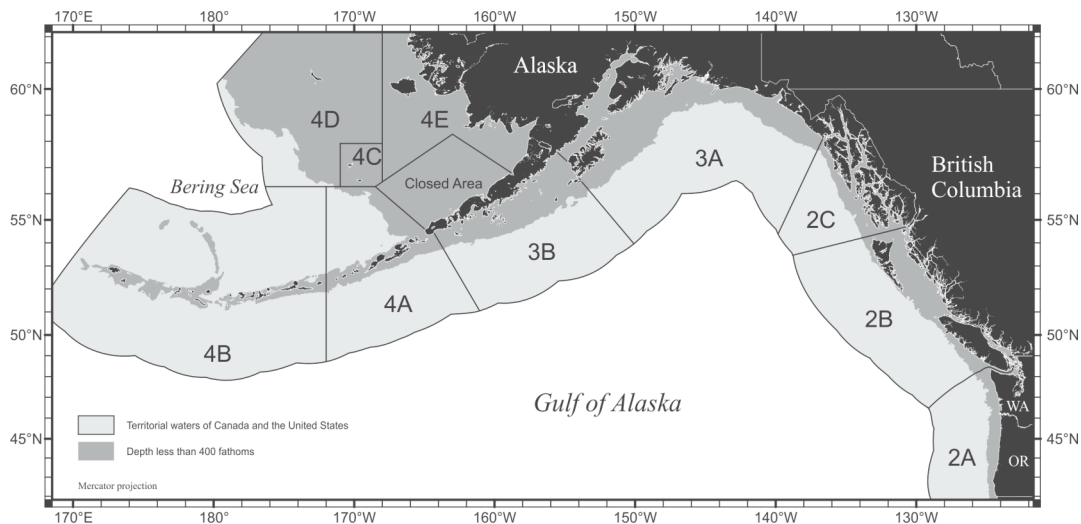 170°E 180° 170°W 160°W 150°W 140°W 130°W
60°N 60°N
Alaska
4D 4E
4C
3A
Closed Area
Bering Sea
British
Columbia
55°N 55°N
2C
3B
4A
2B
50°N 50°N
4B
Gulf of Alaska
WA
Territorial waters of Canada and the United States
45°N 45°N
Depth less than 400 fathoms
2A OR
Mercator projection
170°E 180° 170°W 160°W 150°W 140°W 130°W